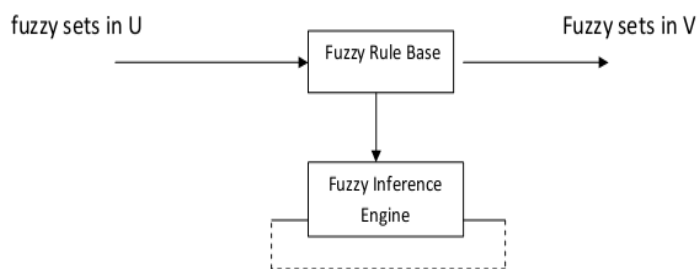 fuzzy sets in U
Fuzzy sets in V
Fuzzy Rule Base
Fuzzy Inference
Engine